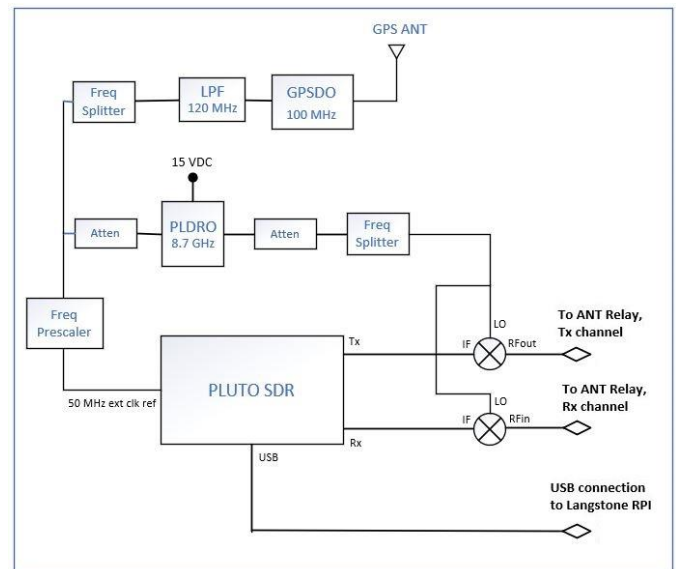 GPS ANT
Freq
Splitter
LPF
120 MHz
GPSDO
100 MHz
15 VDC
Atten
PLDRO
8.7 GHz
Atten
Freq
Splitter
Freq
Prescaler
LO
To ANT Relay,
Tx channel
Tx
IF
RFout
PLUTO SDR
50 MHz ext clk ref
To ANT Relay,
Rx channel
LO
IF
RFin
Rx
USB
USB connection
to Langstone RPI